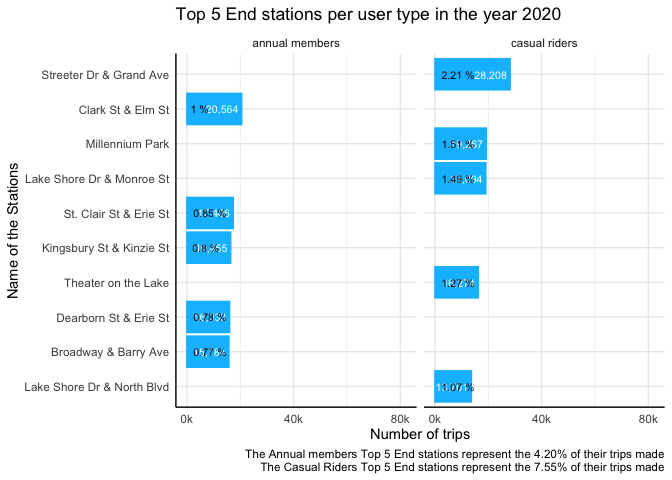 Top 5 End stations per user type in the year 2020
annual members
casual riders
Name of the Stations
Streeter Dr & Grand Ave
2.21 % 28,208
Clark St & Elm St
1 % 20,564
Millennium Park
1.51 %
Lake Shore Dr & Monroe St
1.49 %
St. Clair St & Erie St
0.85 %
Kingsbury St & Kinzie St
0.8 %
Theater on the Lake
1.27 %
Dearborn St & Erie St
0.78 %
Broadway & Barry Ave
0.77 %
Lake Shore Dr & North Blvd
1.07 %
0k 40k 80k
0k 40k 80k
Number of trips
The Annual members Top 5 End stations represent the 4.20% of their trips made
The Casual Riders Top 5 End stations represent the 7.55% of their trips made